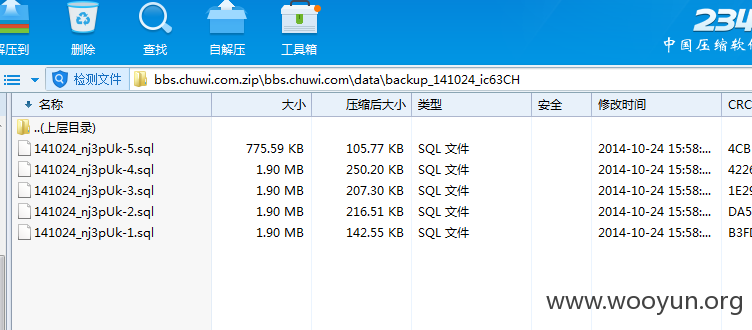 234
中国压缩软件
解压到 删除 查找 自解压 工具箱
检测文件 bbs.chuwi.com.zip\bbs.chuwi.com\data\backup_141024_ic63CH
名称 大小 压缩后大小 类型 安全 修改时间 CRC
..(上层目录)
141024_nj3pUk-5.sql 775.59 KB 105.77 KB SQL 文件 2014-10-24 15:58:... 4CB
141024_nj3pUk-4.sql 1.90 MB 250.20 KB SQL 文件 2014-10-24 15:58:... 4226
141024_nj3pUk-3.sql 1.90 MB 207.30 KB SQL 文件 2014-10-24 15:58:... 1E29
141024_nj3pUk-2.sql 1.90 MB 216.51 KB SQL 文件 2014-10-24 15:58:... DA5
141024_nj3pUk-1.sql 1.90 MB 142.55 KB SQL 文件 2014-10-24 15:58:... B3FD
www.wooyun.org